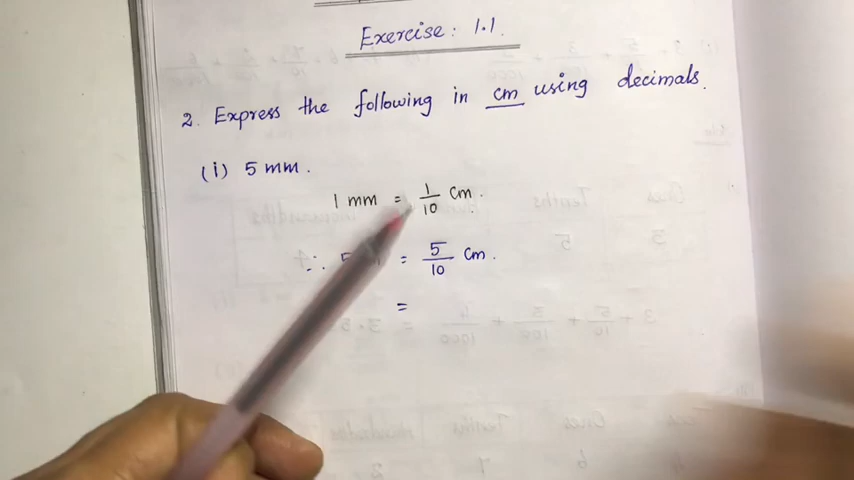 Exercise: 1.1
2. Express the following in cm using decimals.
(i) 5 mm.
1 mm = 1/10 cm.
∴ 5 = 5/10 cm.
=